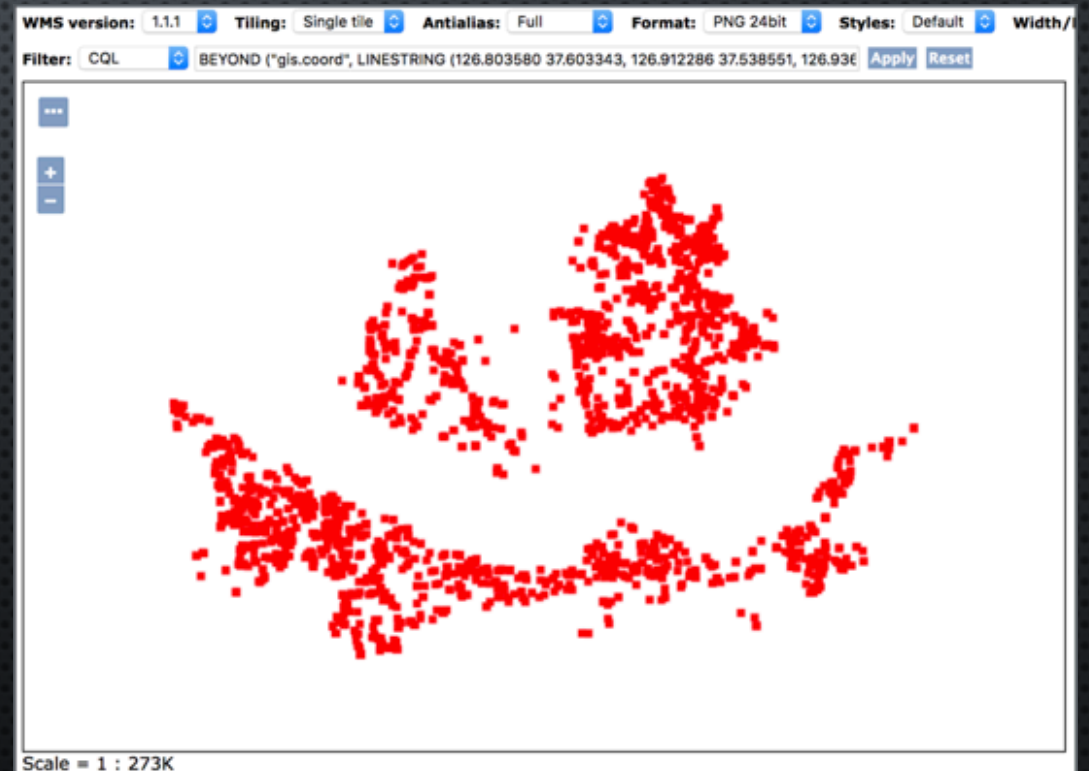 WMS version: 1.1.1 Tiling: Single tile Antialias: Full Format: PNG 24bit Styles: Default
Filter: CQL BEYOND ("gis.coord", LINESTRING (126.803580 37.603343, 126.912286 37.538551, Apply Reset
...
+
−
Scale = 1 : 273K